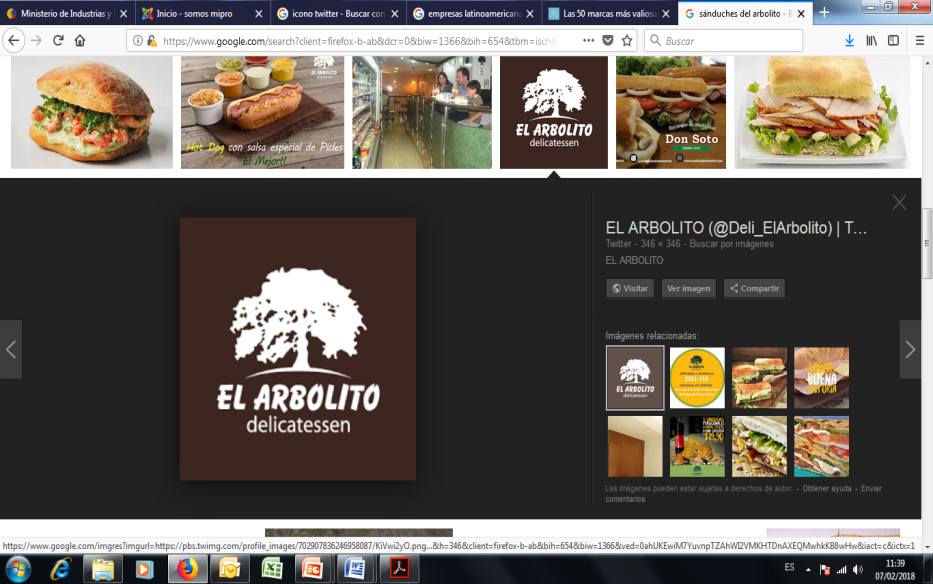 Ministerio de Industrias y
Inicio - somos mipro
icono twitter - Buscar con
empresas latinoamericana
Las 50 marcas más valiosa
sánduches del arbolito - B
https://www.google.com/search?client=firefox-b-ab&dcr=0&biw=1366&bih=654&tbm=isch&
Buscar
Hot Dog con salsa especial de Picles
El Mejor!!
EL ARBOLITO
delicatessen
Don Soto
EL ARBOLITO
delicatessen
EL ARBOLITO (@Deli_ElArbolito) | T...
Twitter - 346 × 346 - Buscar por imágenes
EL ARBOLITO
Visitar
Ver imagen
Compartir
Imágenes relacionadas:
EL ARBOLITO
delicatessen
BUENA
Las imágenes pueden estar sujetas a derechos de autor. - Obtener ayuda - Enviar
comentarios
https://www.google.com/imgres?imgurl=https://pbs.twimg.com/profile_images/702907836246958087/KiVwi2yO.png...&h=346&client=firefox-b-ab&bih=654&biw=1366&ved=0ahUKEwiM7YuvnpTZAhWI2VMKHTDnAXEQMwhkKB8wHw&iact=c&ictx=1
ES
11:39
07/02/2018